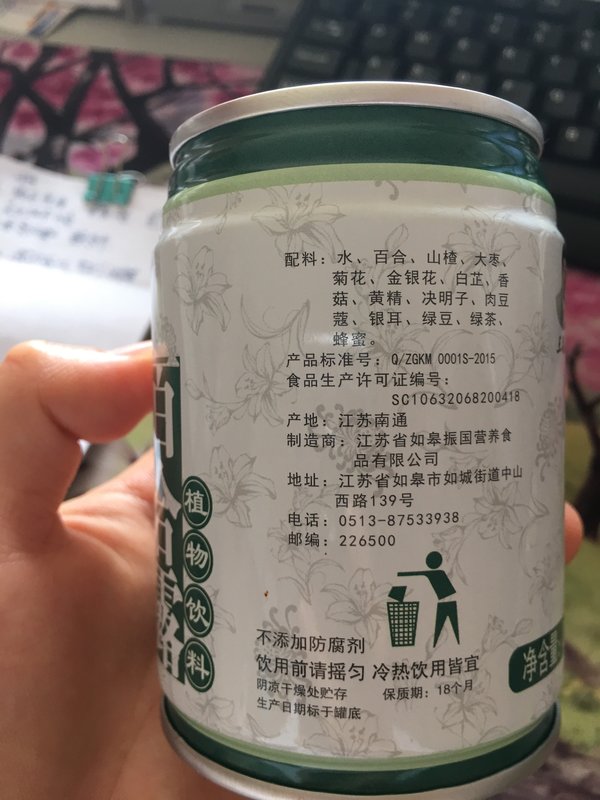 配料：水、百合、山楂、大枣、
菊花、金银花、白芷、香
菇、黄精、决明子、肉豆
蔻、银耳、绿豆、绿茶、
蜂蜜。
产品标准号：Q/ZGKM 0001S-2015
食品生产许可证编号：
SC10632068200418
产地：江苏南通
制造商：江苏省如皋振国营养食
品有限公司
地址：江苏省如皋市如城街道中山
西路139号
电话：0513-87533938
邮编：226500
不添加防腐剂
饮用前请摇匀 冷热饮用皆宜
阴凉干燥处贮存 保质期：18个月
生产日期标于罐底
植物饮料
净含量